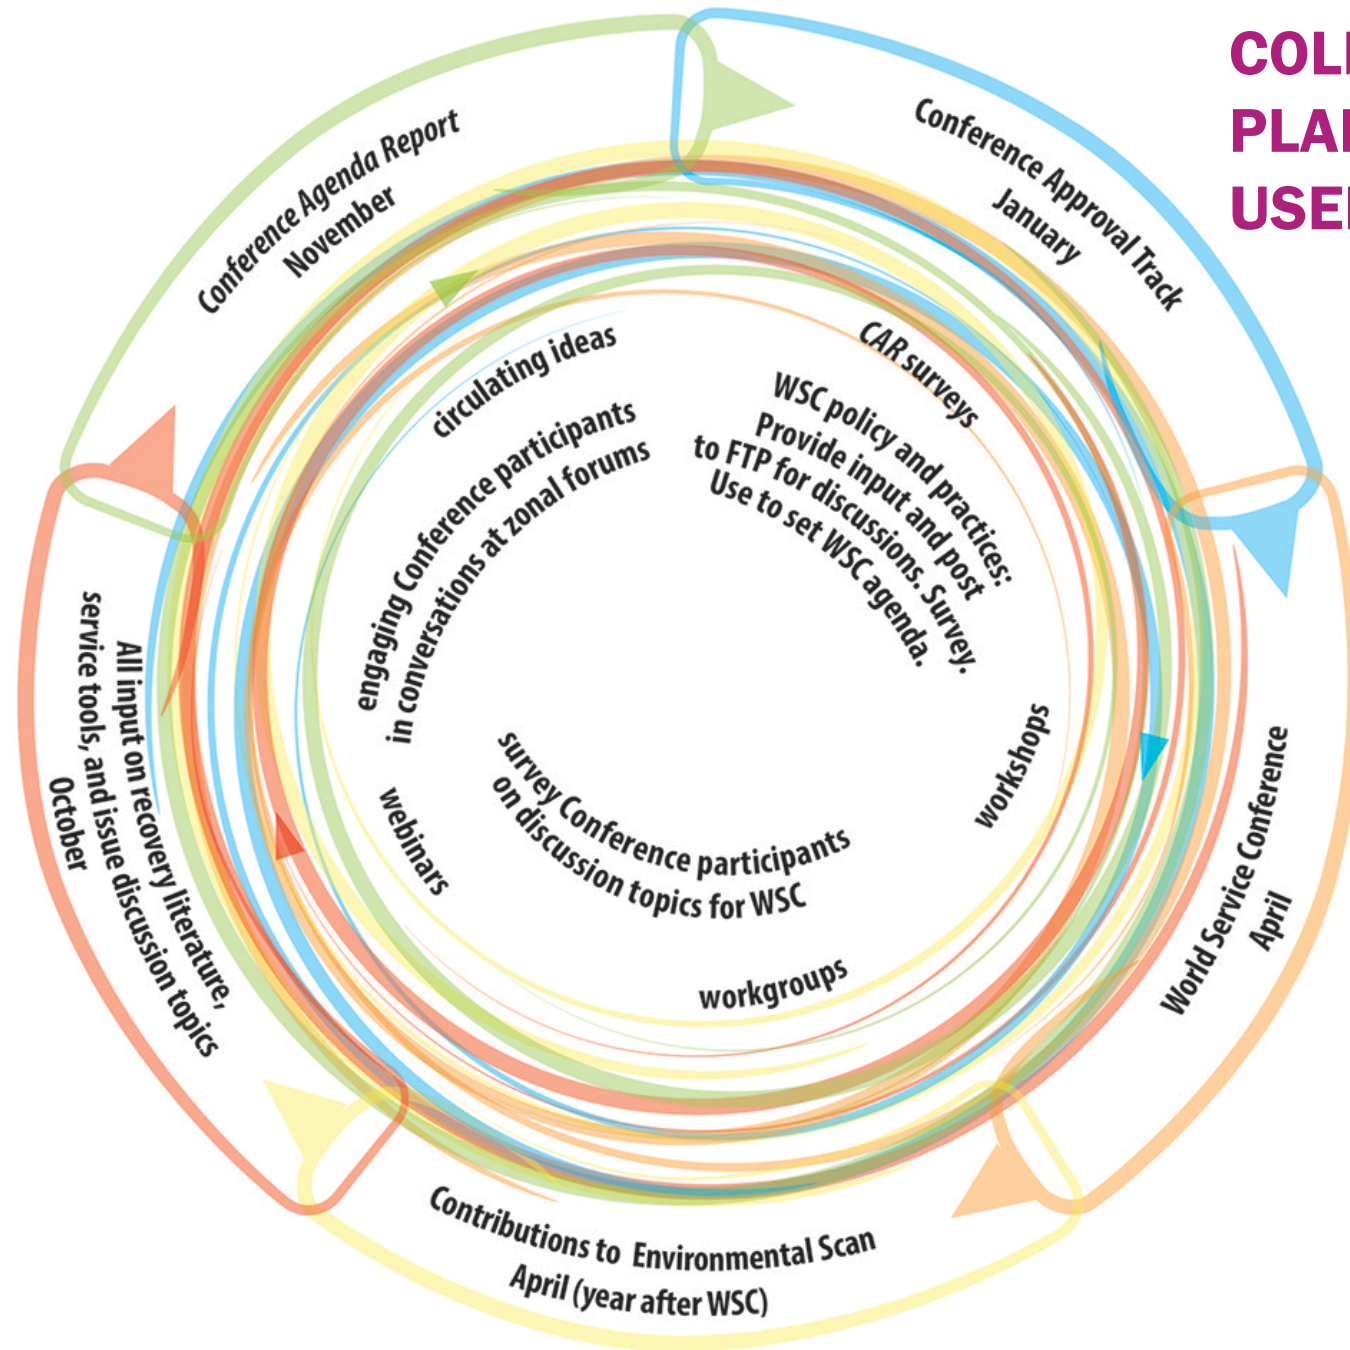 Conference Agenda Report
November
Conference Approval Track
January
World Service Conference
April
Contributions to Environmental Scan
April (year after WSC)
All input on recovery literature,
service tools, and issue discussion topics
October
circulating ideas
engaging Conference participants
in conversations at zonal forums
CAR surveys
WSC policy and practices:
Provide input and post
to FTP for discussions. Survey.
Use to set WSC agenda.
workshops
survey Conference participants
on discussion topics for WSC
webinars
workgroups